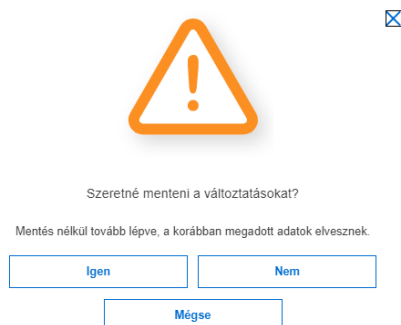 Szeretné menteni a változtatásokat?
Mentés nélkül tovább lépve, a korábban megadott adatok elvesznek.
Igen
Nem
Mégse